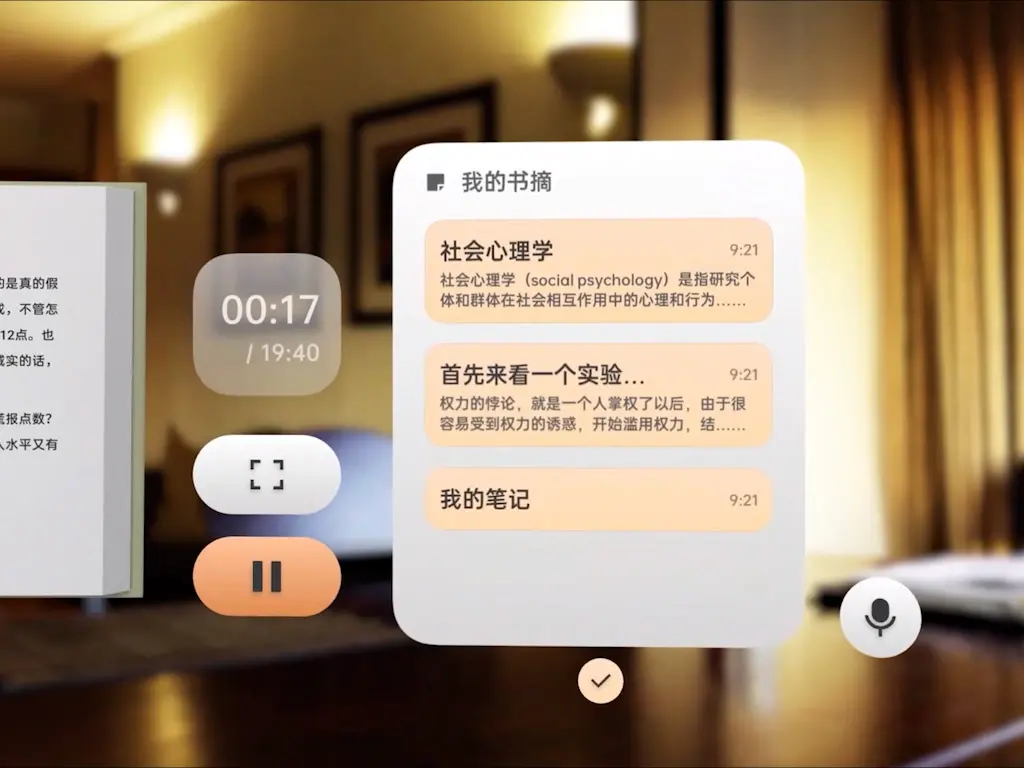 的是真的假
成，不管怎
12点。也
诚实的话，
谎报点数？
人水平又有
00:17
/ 19:40
我的书摘
社会心理学 9:21
社会心理学（social psychology）是指研究个
体和群体在社会相互作用中的心理和行为……
首先来看一个实验... 9:21
权力的悖论，就是一个人掌权了以后，由于很
容易受到权力的诱惑，开始滥用权力，结……
我的笔记 9:21